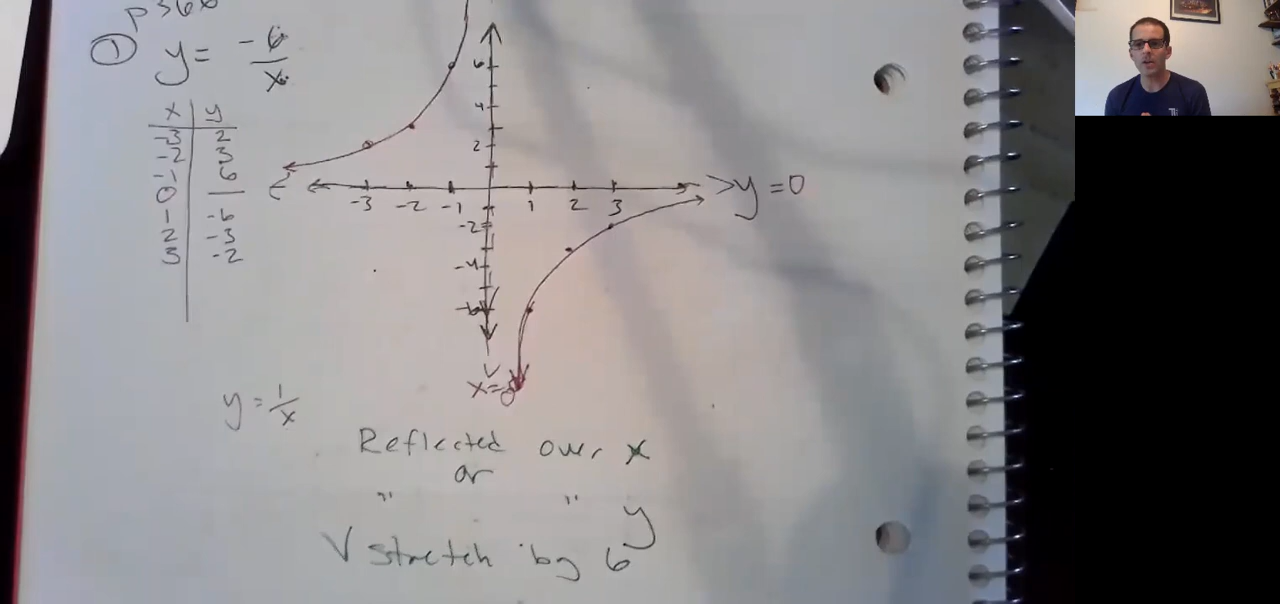 p360
① y = -6/x
x | y
-3 | 2
-2 | 3
-1 | 6
0 | —
1 | -6
2 | -3
3 | -2
6
4
2
-3 -2 -1 1 2 3
y = 0
-2
-4
-6
x = 0
y = 1/x
Reflected over x
or
" " y
V stretch by 6